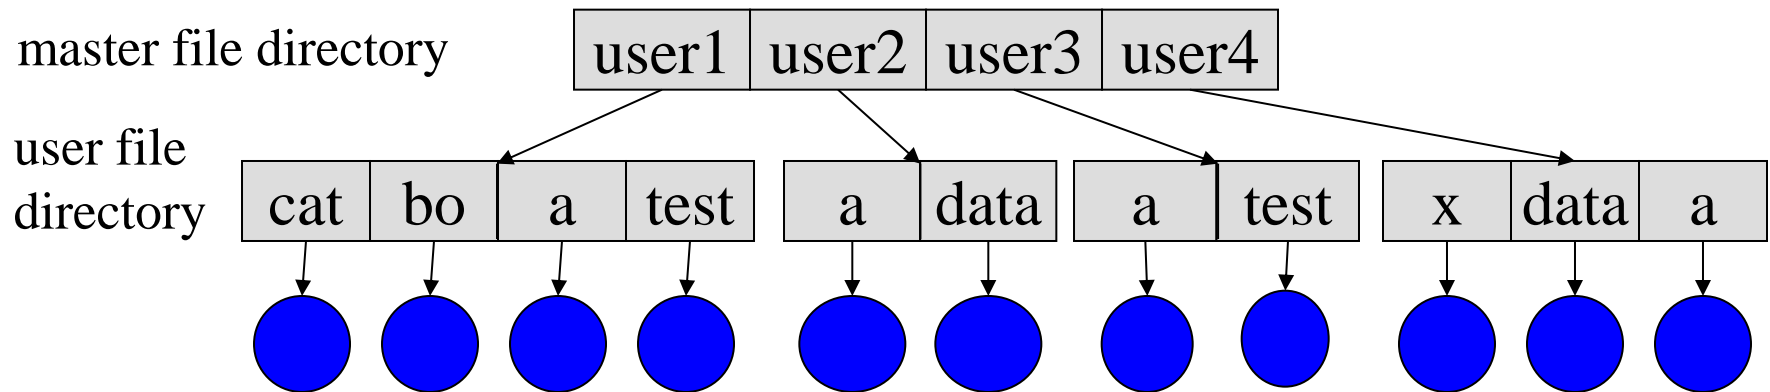 master file directory
user1 user2 user3 user4
user file
directory
cat bo a test a data a test x data a